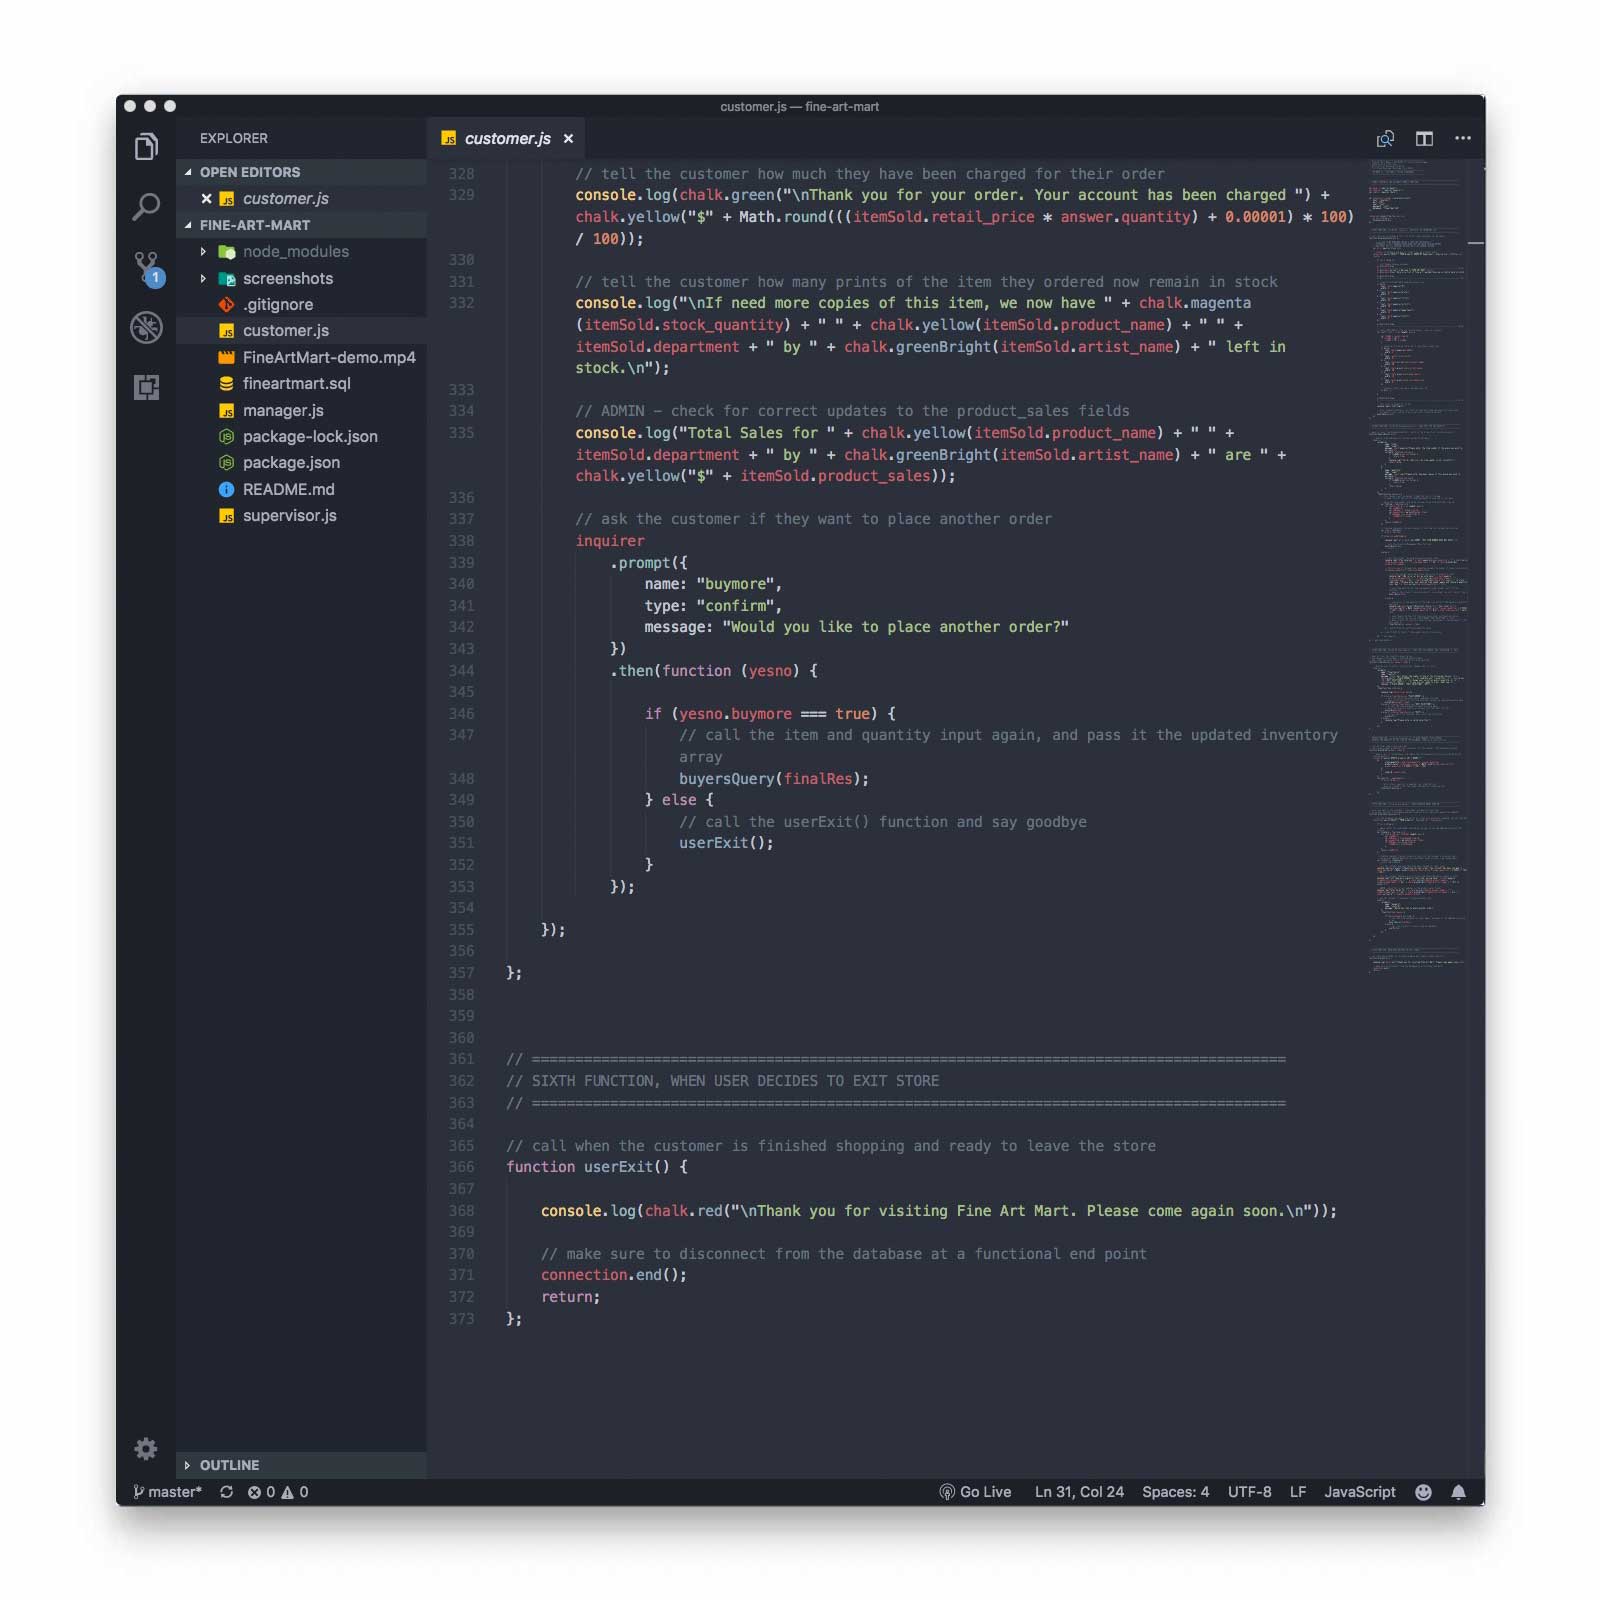 customer.js — fine-art-mart
EXPLORER
OPEN EDITORS
customer.js
FINE-ART-MART
node_modules
screenshots
.gitignore
customer.js
FineArtMart-demo.mp4
fineartmart.sql
manager.js
package-lock.json
package.json
README.md
supervisor.js
OUTLINE
customer.js
328 // tell the customer how much they have been charged for their order
329 console.log(chalk.green("\nThank you for your order. Your account has been charged ") +
chalk.yellow("$" + Math.round(((itemSold.retail_price * answer.quantity) + 0.00001) * 100)
/ 100));
330
331 // tell the customer how many prints of the item they ordered now remain in stock
332 console.log("\nIf need more copies of this item, we now have " + chalk.magenta
(itemSold.stock_quantity) + " " + chalk.yellow(itemSold.product_name) + " " +
itemSold.department + " by " + chalk.greenBright(itemSold.artist_name) + " left in
stock.\n");
333
334 // ADMIN – check for correct updates to the product_sales fields
335 console.log("Total Sales for " + chalk.yellow(itemSold.product_name) + " " +
itemSold.department + " by " + chalk.greenBright(itemSold.artist_name) + " are " +
chalk.yellow("$" + itemSold.product_sales));
336
337 // ask the customer if they want to place another order
338 inquirer
339 .prompt({
340 name: "buymore",
341 type: "confirm",
342 message: "Would you like to place another order?"
343 })
344 .then(function (yesno) {
345
346 if (yesno.buymore === true) {
347 // call the item and quantity input again, and pass it the updated inventory
array
348 buyersQuery(finalRes);
349 } else {
350 // call the userExit() function and say goodbye
351 userExit();
352 }
353 });
354
355 });
356
357 };
358
359
360
361 // =======================================================================================
362 // SIXTH FUNCTION, WHEN USER DECIDES TO EXIT STORE
363 // =======================================================================================
364
365 // call when the customer is finished shopping and ready to leave the store
366 function userExit() {
367
368 console.log(chalk.red("\nThank you for visiting Fine Art Mart. Please come again soon.\n"));
369
370 // make sure to disconnect from the database at a functional end point
371 connection.end();
372 return;
373 };
master* 0 0 Go Live Ln 31, Col 24 Spaces: 4 UTF-8 LF JavaScript
1